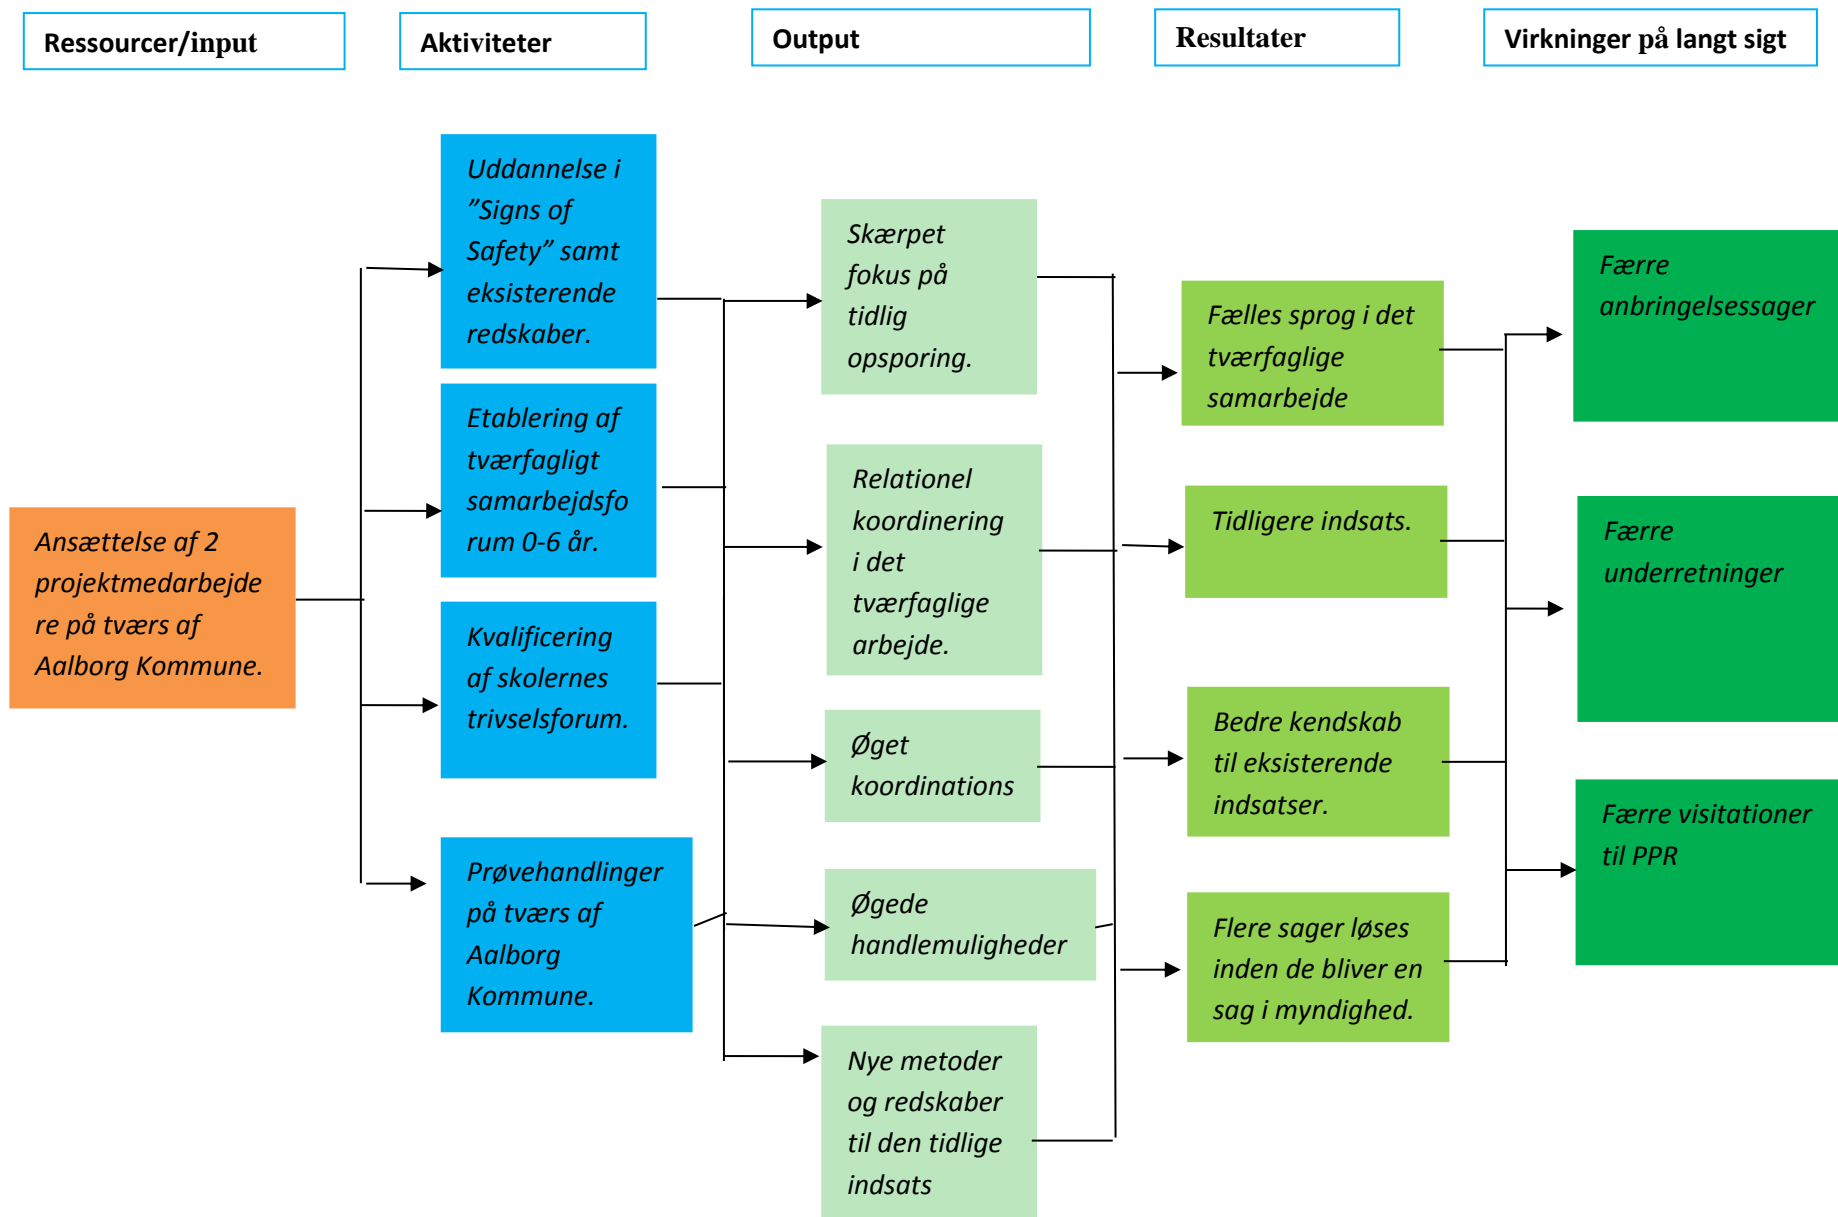 Ressourcer/input
Aktiviteter
Output
Resultater
Virkninger på langt sigt
Ansættelse af 2
projektmedarbejde
re på tværs af
Aalborg Kommune.
Uddannelse i
”Signs of
Safety” samt
eksisterende
redskaber.
Etablering af
tværfagligt
samarbejdsfo
rum 0-6 år.
Kvalificering
af skolernes
trivselsforum.
Prøvehandlinger
på tværs af
Aalborg
Kommune.
Skærpet
fokus på
tidlig
opsporing.
Relationel
koordinering
i det
tværfaglige
arbejde.
Øget
koordinations
Øgede
handlemuligheder
Nye metoder
og redskaber
til den tidlige
indsats
Fælles sprog i det
tværfaglige
samarbejde
Tidligere indsats.
Bedre kendskab
til eksisterende
indsatser.
Flere sager løses
inden de bliver en
sag i myndighed.
Færre
anbringelsessager
Færre
underretninger
Færre visitationer
til PPR